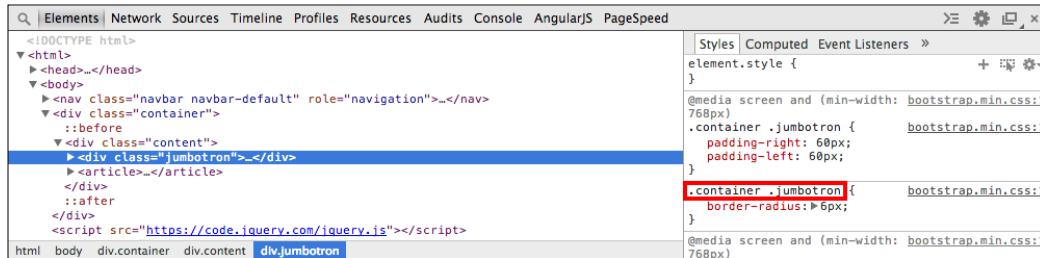 Elements Network Sources Timeline Profiles Resources Audits Console AngularJS PageSpeed
<!DOCTYPE html>
▼<html>
▶<head>…</head>
▼<body>
▶<nav class="navbar navbar-default" role="navigation">…</nav>
▼<div class="container">
::before
▼<div class="content">
▶<div class="jumbotron">…</div>
▶<article>…</article>
</div>
::after
</div>
<script src="https://code.jquery.com/jquery.js"></script>
html body div.container div.content div.jumbotron
Styles Computed Event Listeners »
element.style {
}
@media screen and (min-width: bootstrap.min.css:
768px)
.container .jumbotron { bootstrap.min.css:
padding-right: 60px;
padding-left: 60px;
}
.container .jumbotron { bootstrap.min.css:
border-radius:▶6px;
}
@media screen and (min-width: bootstrap.min.css:
768px)